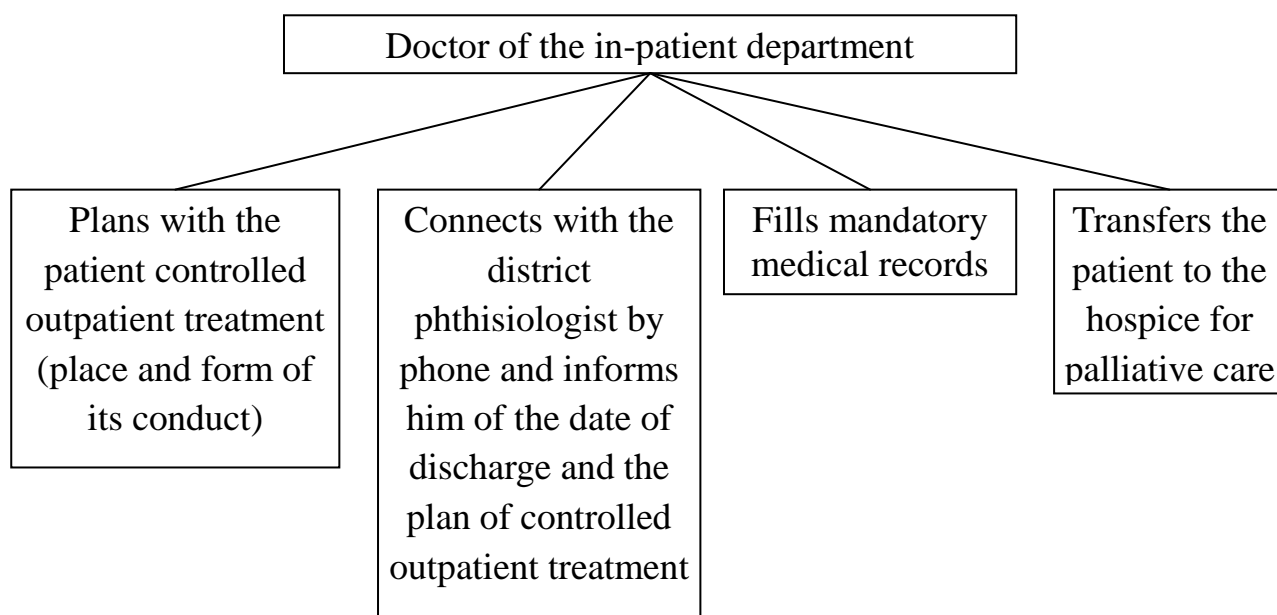 Doctor of the in-patient department
Plans with the
patient controlled
outpatient treatment
(place and form of
its conduct)
Connects with the
district
phthisiologist by
phone and informs
him of the date of
discharge and the
plan of controlled
outpatient treatment
Fills mandatory
medical records
Transfers the
patient to the
hospice for
palliative care